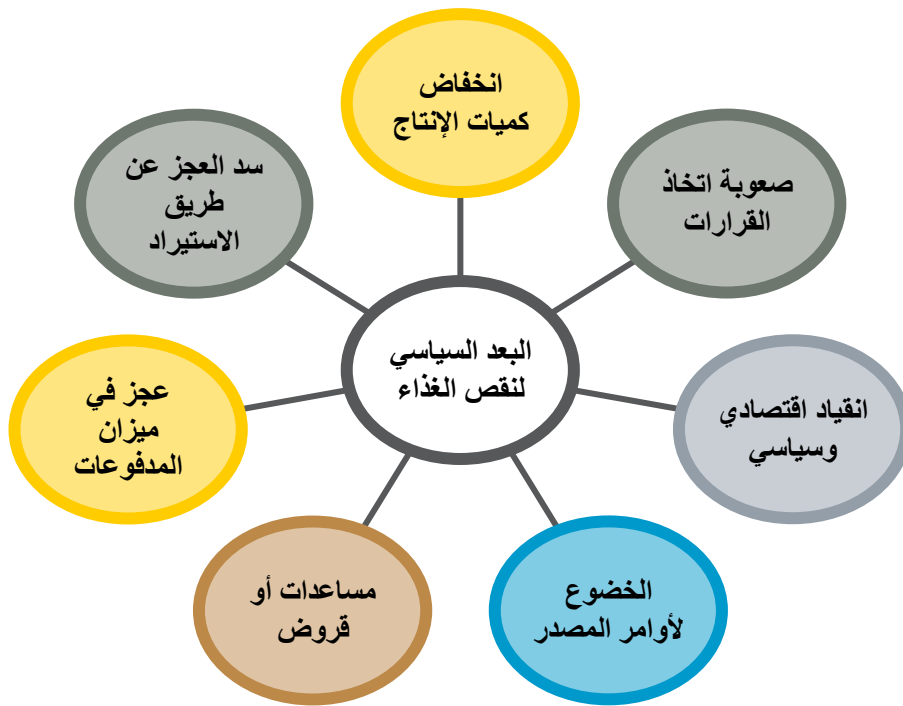 انخفاض
كميات الإنتاج
صعوبة اتخاذ
القرارات
سد العجز عن
طريق
الاستيراد
البعد السياسي
لنقص الغذاء
انقياد اقتصادي
وسياسي
عجز في
ميزان
المدفوعات
الخضوع
لأوامر المصدر
مساعدات أو
قروض